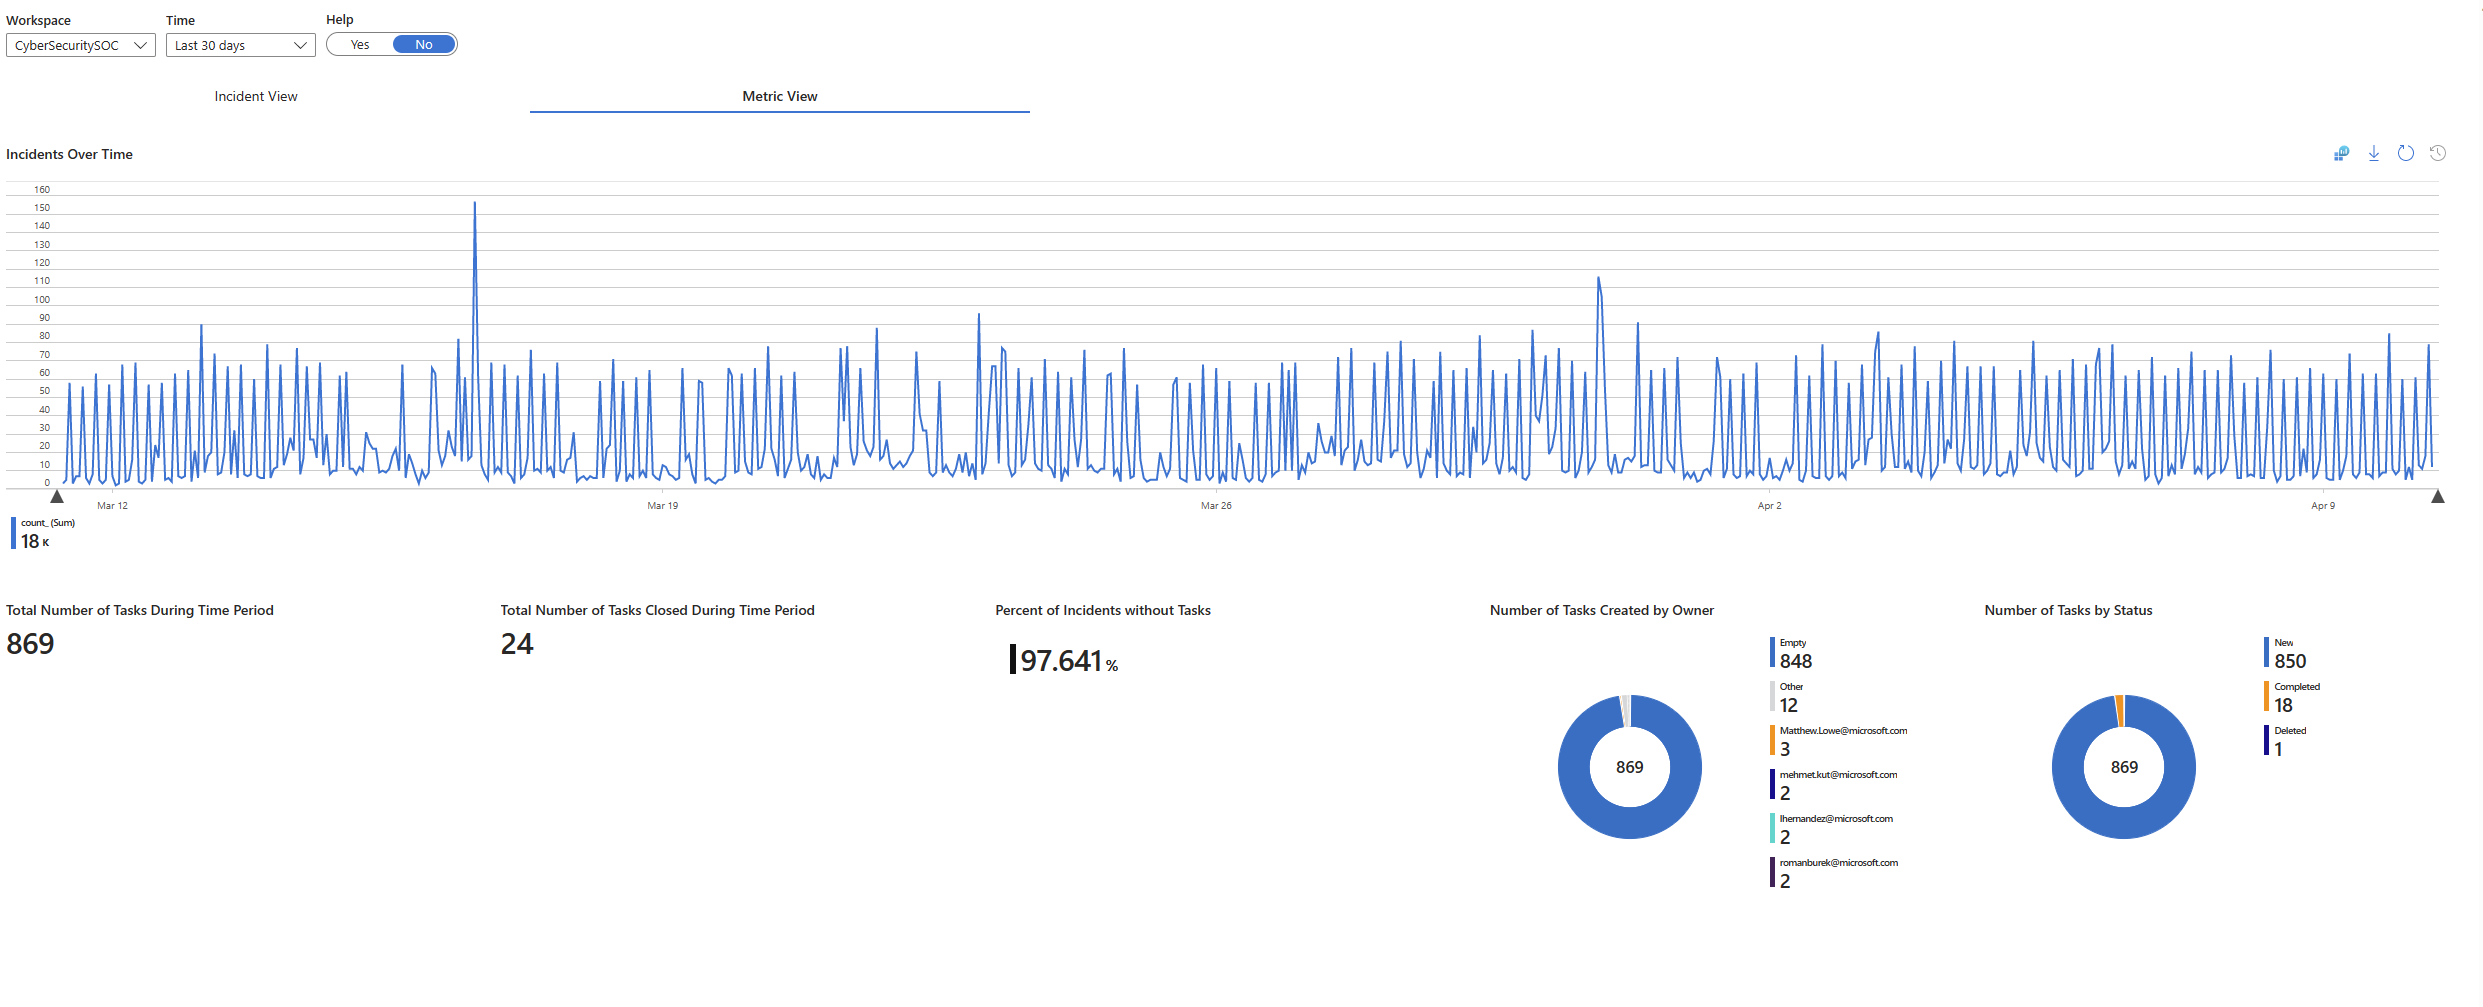 Workspace
Time
Help
CyberSecuritySOC
Last 30 days
Yes
No
Incident View
Metric View
Incidents Over Time
160
150
140
130
120
110
100
90
80
70
60
50
40
30
20
10
0
Mar 12
Mar 19
Mar 26
Apr 2
Apr 9
count_ (Sum)
18 K
Total Number of Tasks During Time Period
869
Total Number of Tasks Closed During Time Period
24
Percent of Incidents without Tasks
97.641 %
Number of Tasks Created by Owner
869
Empty
848
Other
12
Matthew.Lowe@microsoft.com
3
mehmet.kut@microsoft.com
2
lhernandez@microsoft.com
2
romanburek@microsoft.com
2
Number of Tasks by Status
869
New
850
Completed
18
Deleted
1